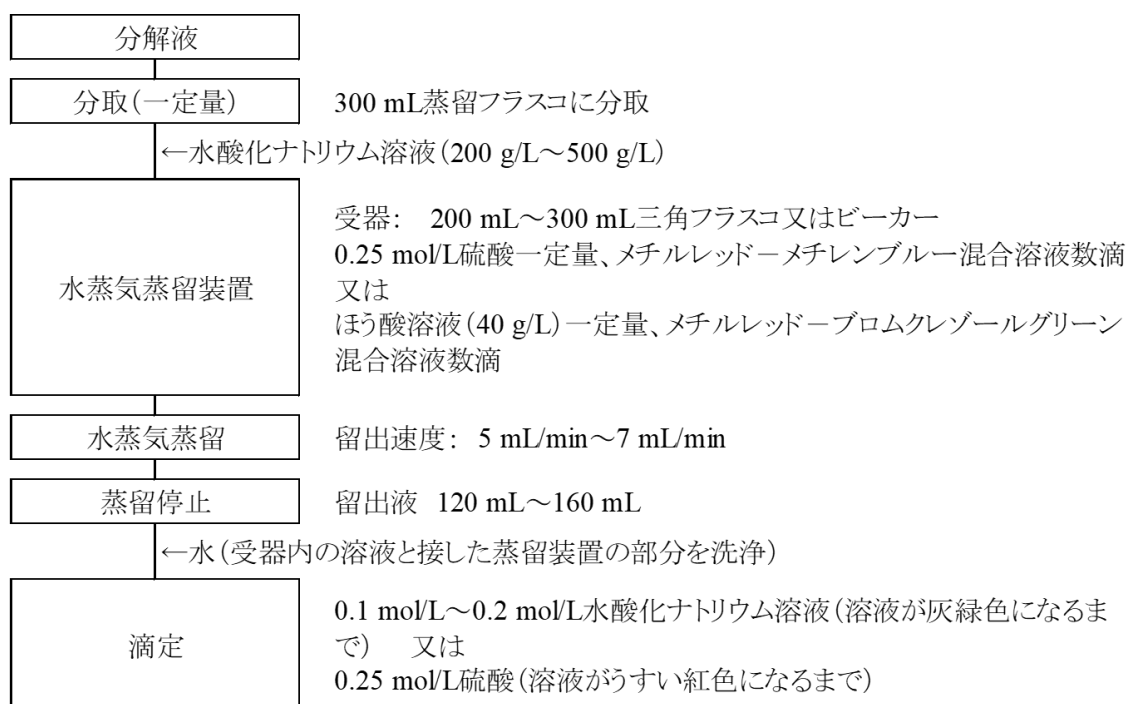 分解液
分取(一定量)
300 mL蒸留フラスコに分取
←水酸化ナトリウム溶液(200 g/L～500 g/L)
水蒸気蒸留装置
受器： 200 mL～300 mL三角フラスコ又はビーカー
0.25 mol/L硫酸一定量、メチルレッド－メチレンブルー混合溶液数滴
又は
ほう酸溶液(40 g/L)一定量、メチルレッド－ブロムクレゾールグリーン
混合溶液数滴
水蒸気蒸留
留出速度： 5 mL/min～7 mL/min
蒸留停止
留出液 120 mL～160 mL
←水(受器内の溶液と接した蒸留装置の部分を洗浄)
滴定
0.1 mol/L～0.2 mol/L水酸化ナトリウム溶液(溶液が灰緑色になるま
で) 又は
0.25 mol/L硫酸(溶液がうすい紅色になるまで)